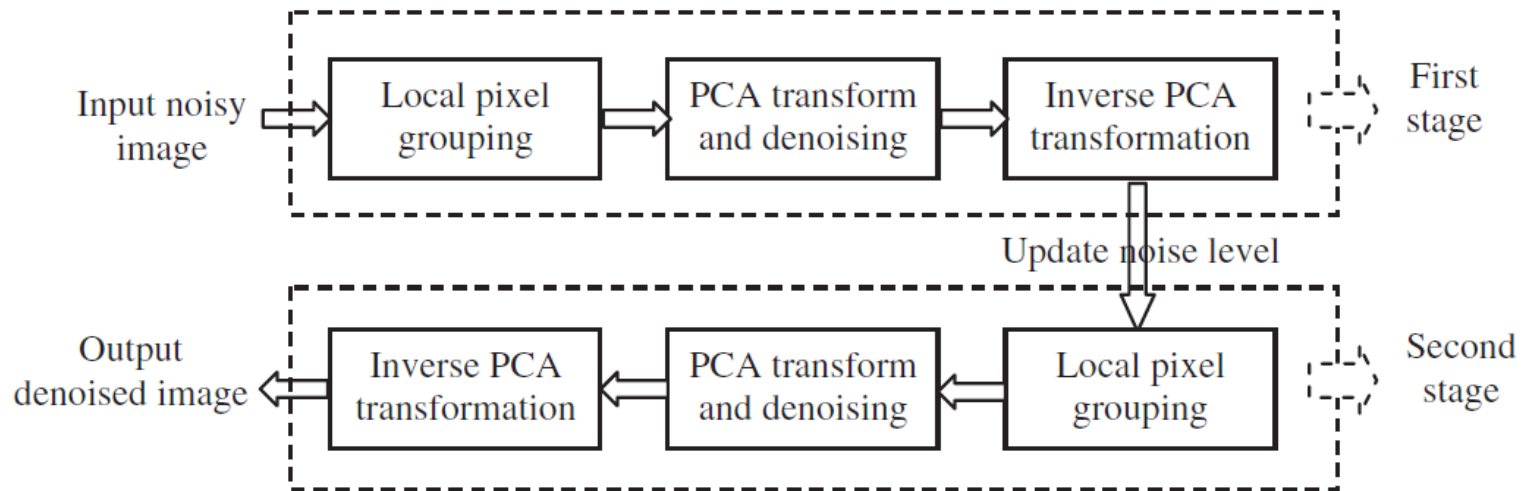 Input noisy
image
Local pixel
grouping
PCA transform
and denoising
Inverse PCA
transformation
First
stage
Update noise level
Output
denoised image
Inverse PCA
transformation
PCA transform
and denoising
Local pixel
grouping
Second
stage